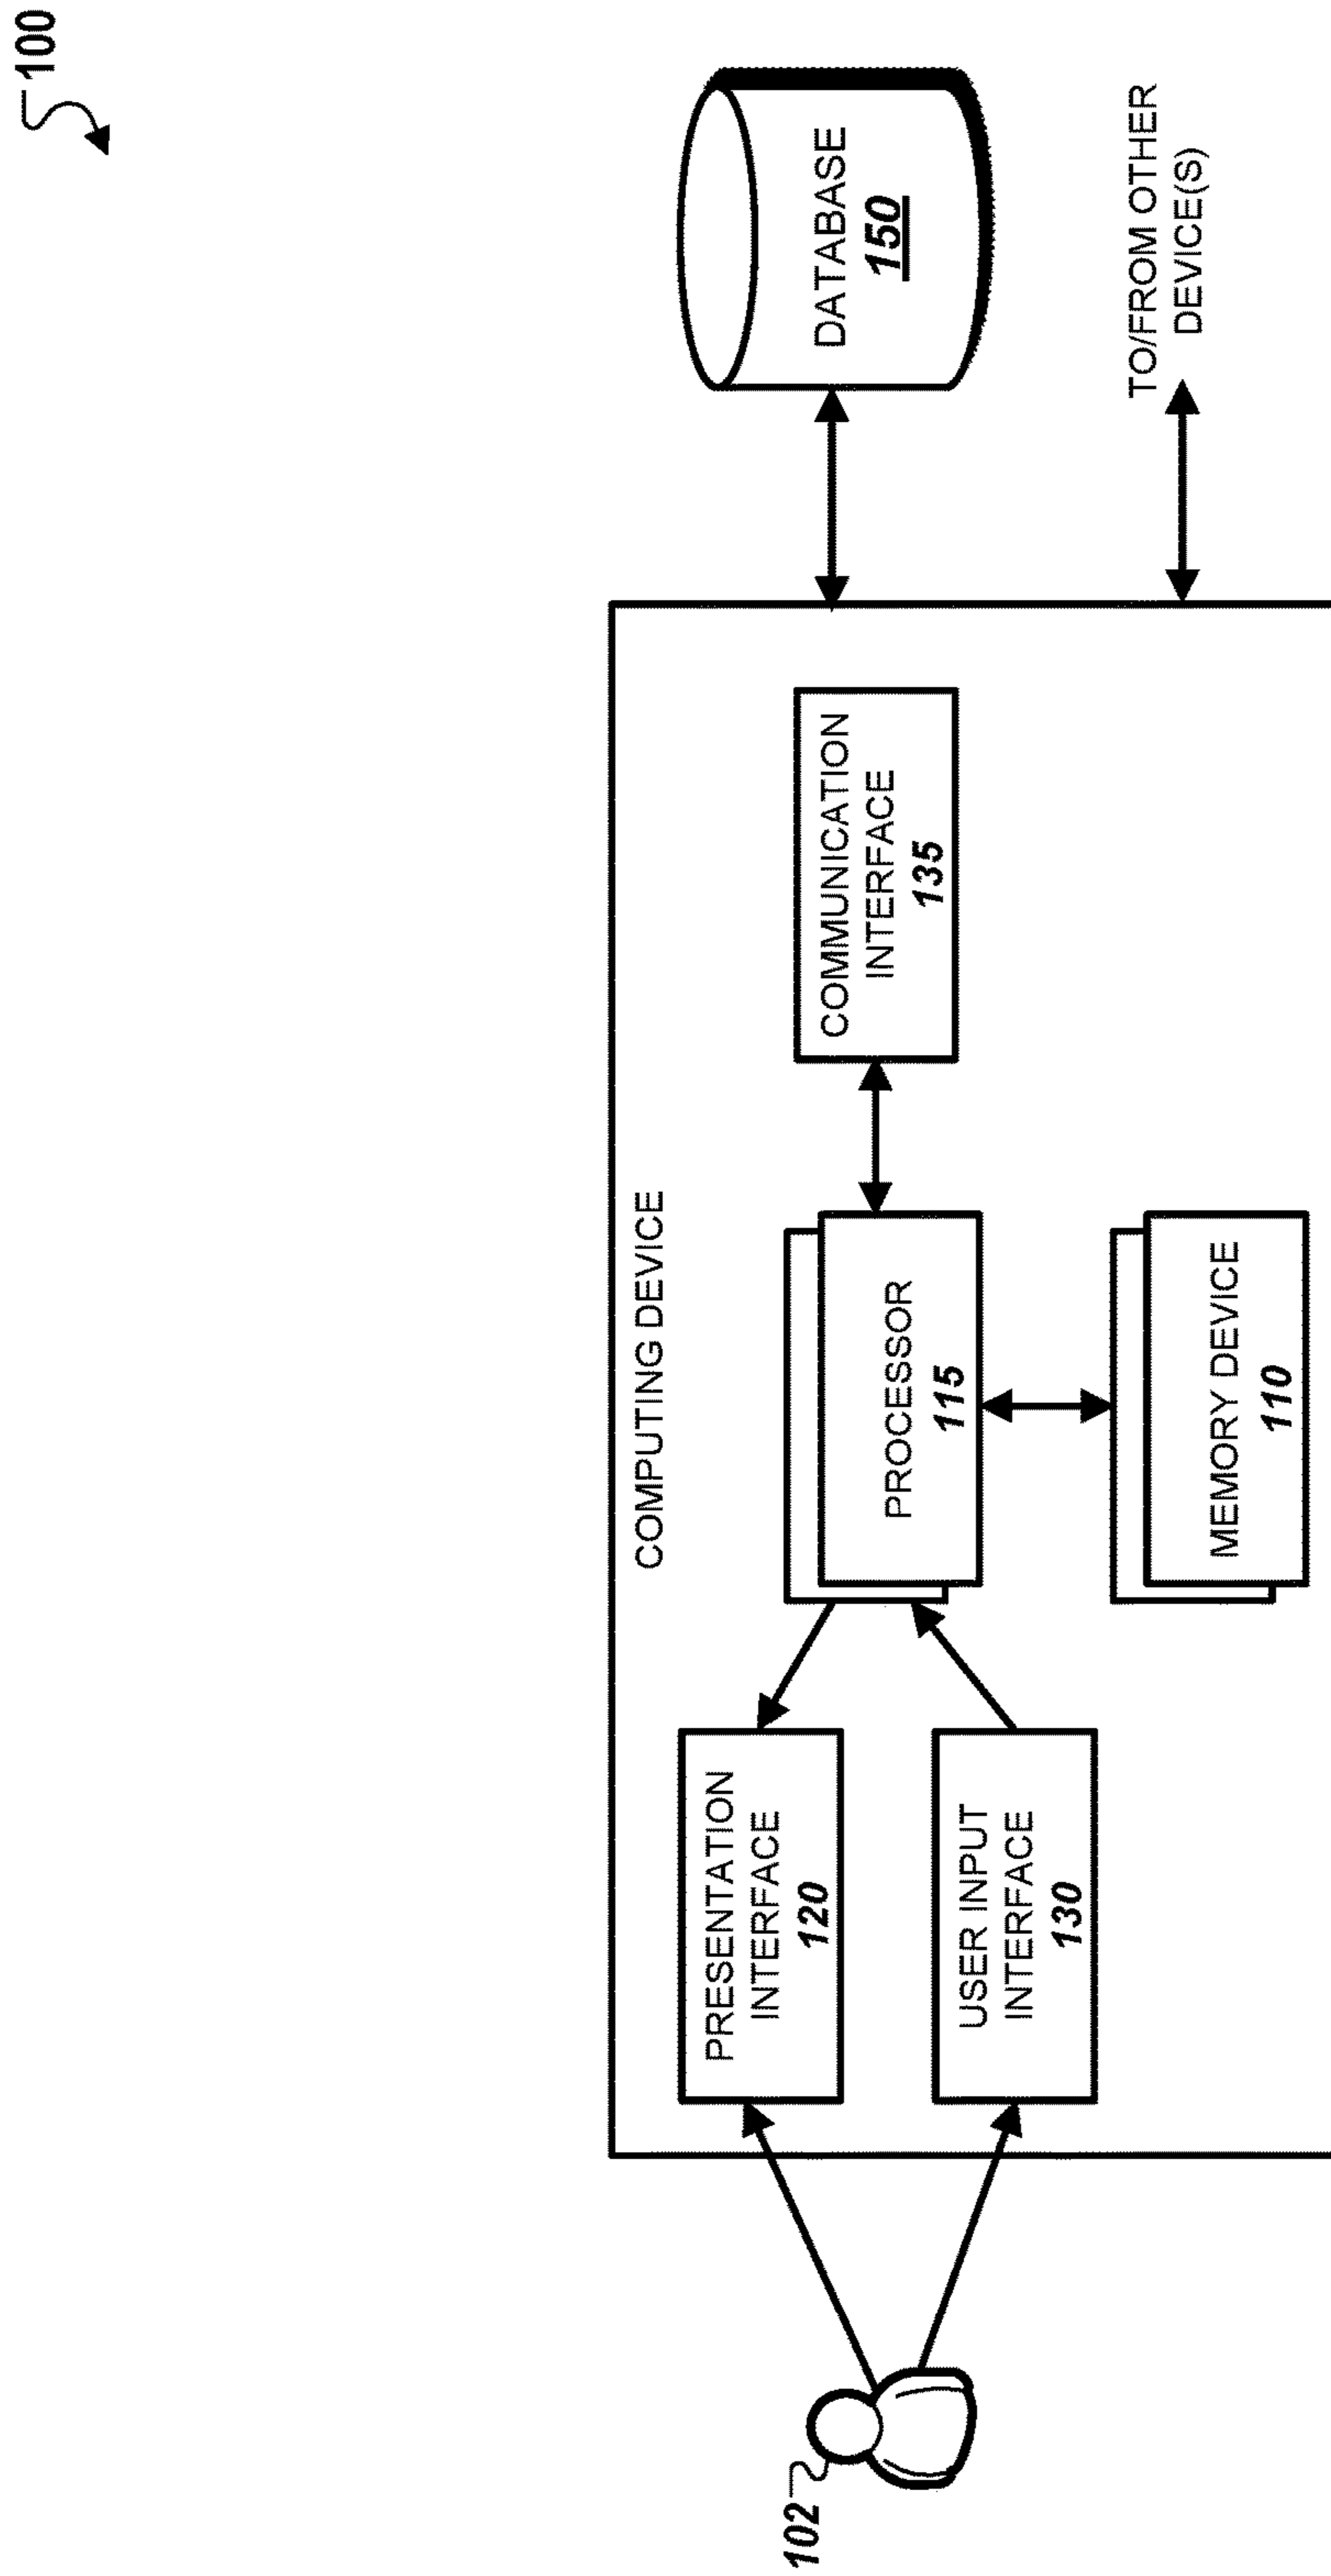 100
COMPUTING DEVICE
PRESENTATION
INTERFACE
120
USER INPUT
INTERFACE
130
PROCESSOR
115
MEMORY DEVICE
110
COMMUNICATION
INTERFACE
135
DATABASE
150
TO/FROM OTHER
DEVICE(S)
102